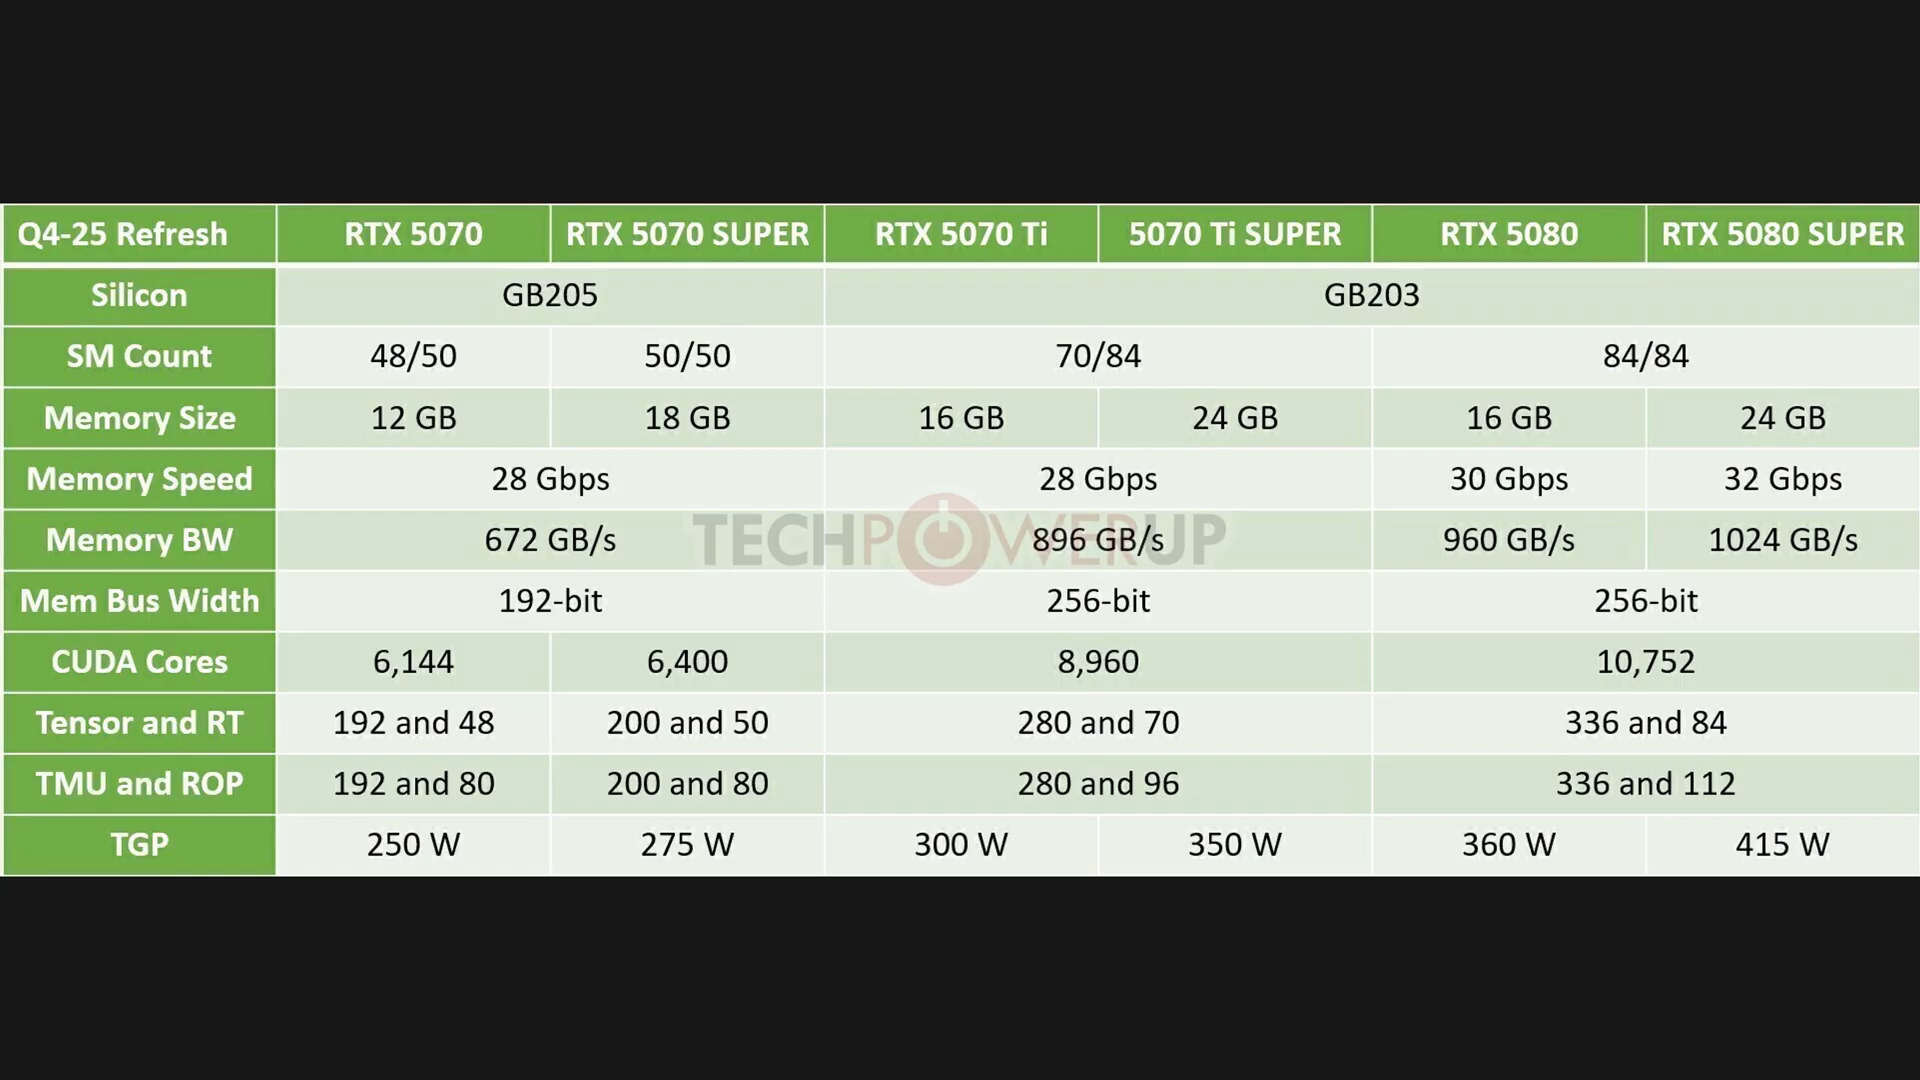 Q4-25 Refresh RTX 5070 RTX 5070 SUPER RTX 5070 Ti 5070 Ti SUPER RTX 5080 RTX 5080 SUPER
Silicon GB205 GB203
SM Count 48/50 50/50 70/84 84/84
Memory Size 12 GB 18 GB 16 GB 24 GB 16 GB 24 GB
Memory Speed 28 Gbps 28 Gbps 30 Gbps 32 Gbps
Memory BW 672 GB/s 896 GB/s 960 GB/s 1024 GB/s
TECHPOWERUP
Mem Bus Width 192-bit 256-bit 256-bit
CUDA Cores 6,144 6,400 8,960 10,752
Tensor and RT 192 and 48 200 and 50 280 and 70 336 and 84
TMU and ROP 192 and 80 200 and 80 280 and 96 336 and 112
TGP 250 W 275 W 300 W 350 W 360 W 415 W